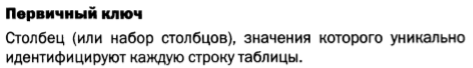 Первичный ключ
Столбец (или набор столбцов), значения которого уникально
идентифицируют каждую строку таблицы.